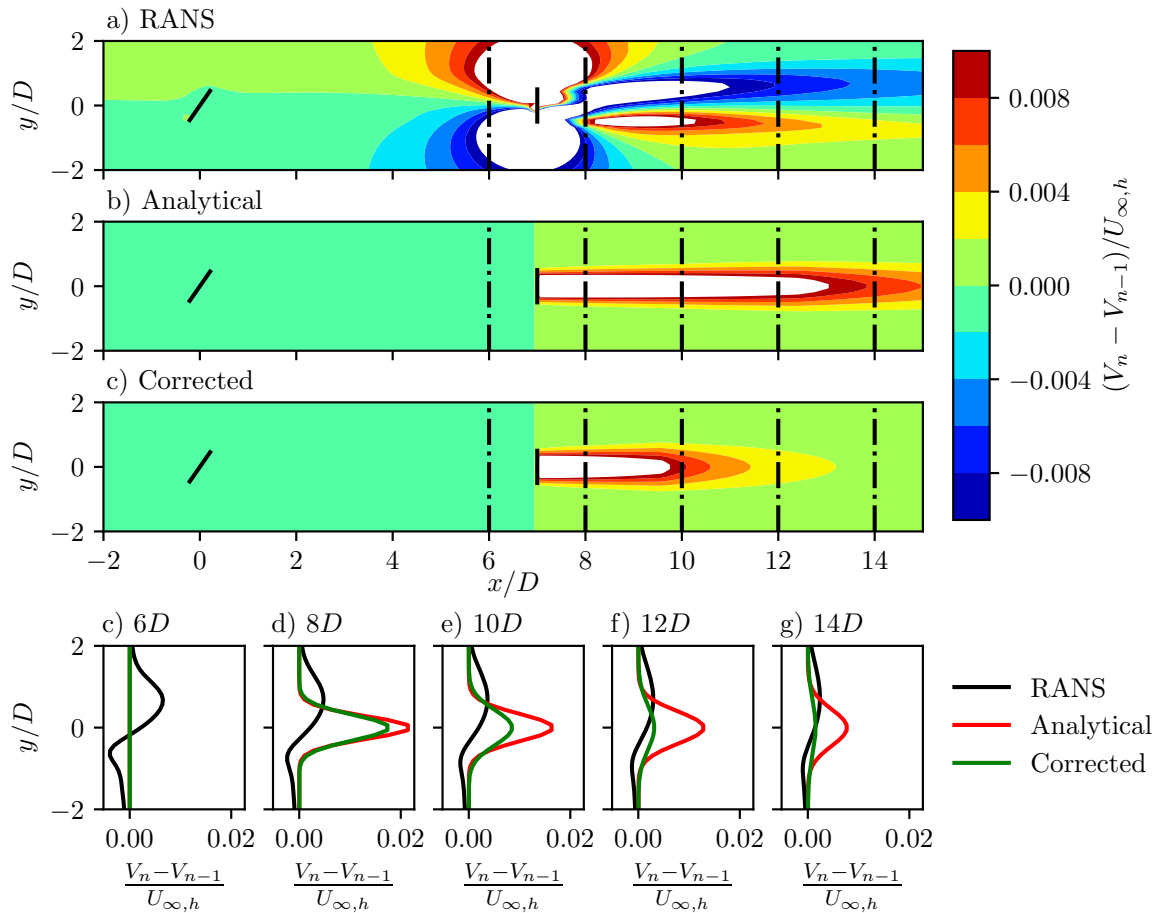 a) RANS
2
0
−2
y/D
b) Analytical
2
0
−2
y/D
c) Corrected
2
0
−2
y/D
−2 0 2 4 6 8 10 12 14
x/D
0.008
0.004
0.000
−0.004
−0.008
(V_n − V_{n−1})/U_{∞,h}
c) 6D d) 8D e) 10D f) 12D g) 14D
2
0
−2
y/D
0.00 0.02 0.00 0.02 0.00 0.02 0.00 0.02 0.00 0.02
V_n−V_{n−1} V_n−V_{n−1} V_n−V_{n−1} V_n−V_{n−1} V_n−V_{n−1}
U_{∞,h} U_{∞,h} U_{∞,h} U_{∞,h} U_{∞,h}
RANS
Analytical
Corrected